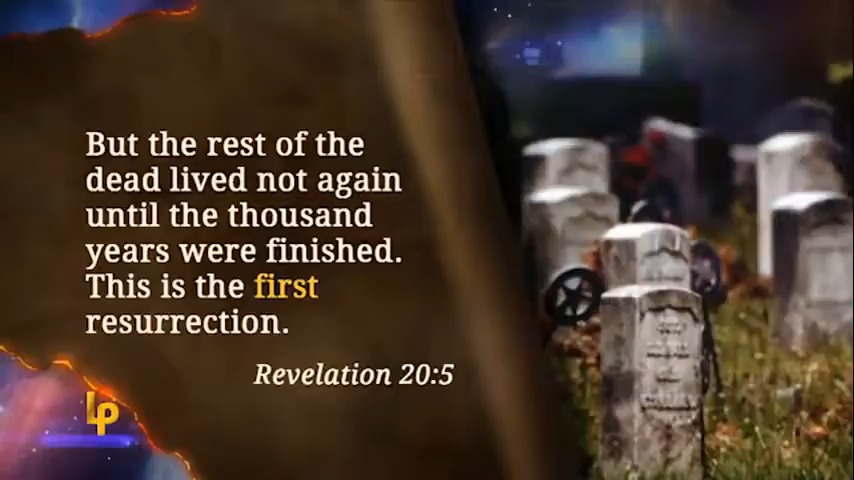 But the rest of the
dead lived not again
until the thousand
years were finished.
This is the first
resurrection.
Revelation 20:5
LP